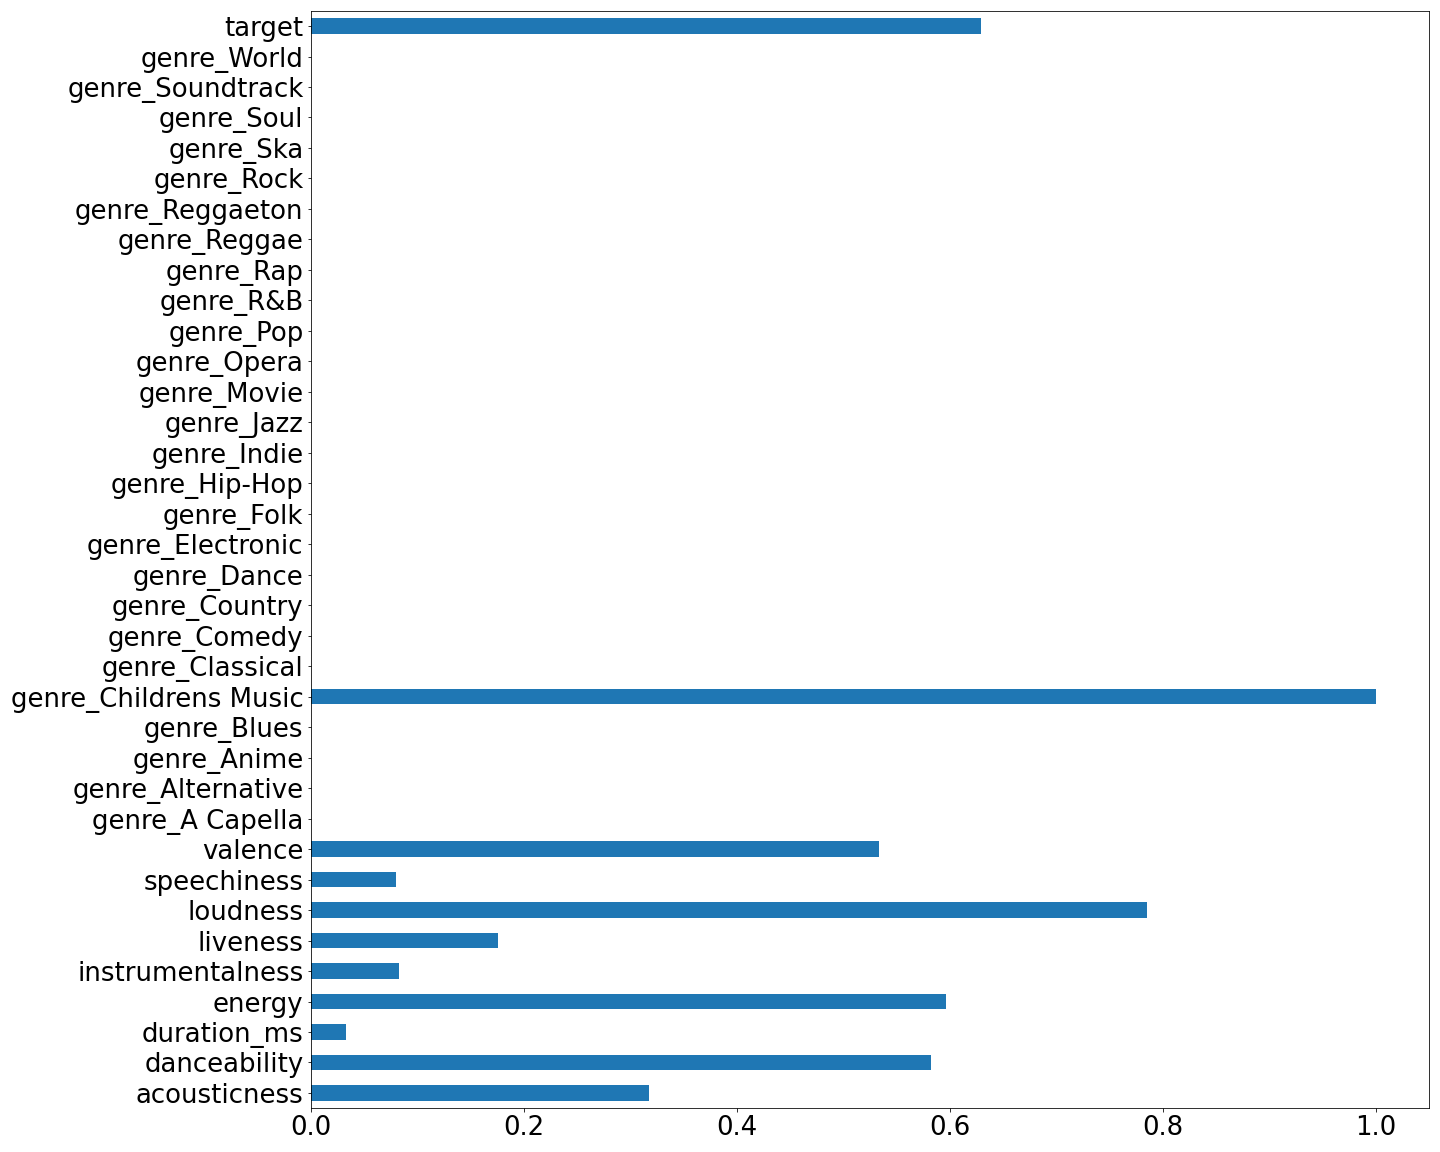 target
genre_World
genre_Soundtrack
genre_Soul
genre_Ska
genre_Rock
genre_Reggaeton
genre_Reggae
genre_Rap
genre_R&B
genre_Pop
genre_Opera
genre_Movie
genre_Jazz
genre_Indie
genre_Hip-Hop
genre_Folk
genre_Electronic
genre_Dance
genre_Country
genre_Comedy
genre_Classical
genre_Childrens Music
genre_Blues
genre_Anime
genre_Alternative
genre_A Capella
valence
speechiness
loudness
liveness
instrumentalness
energy
duration_ms
danceability
acousticness
0.0 0.2 0.4 0.6 0.8 1.0